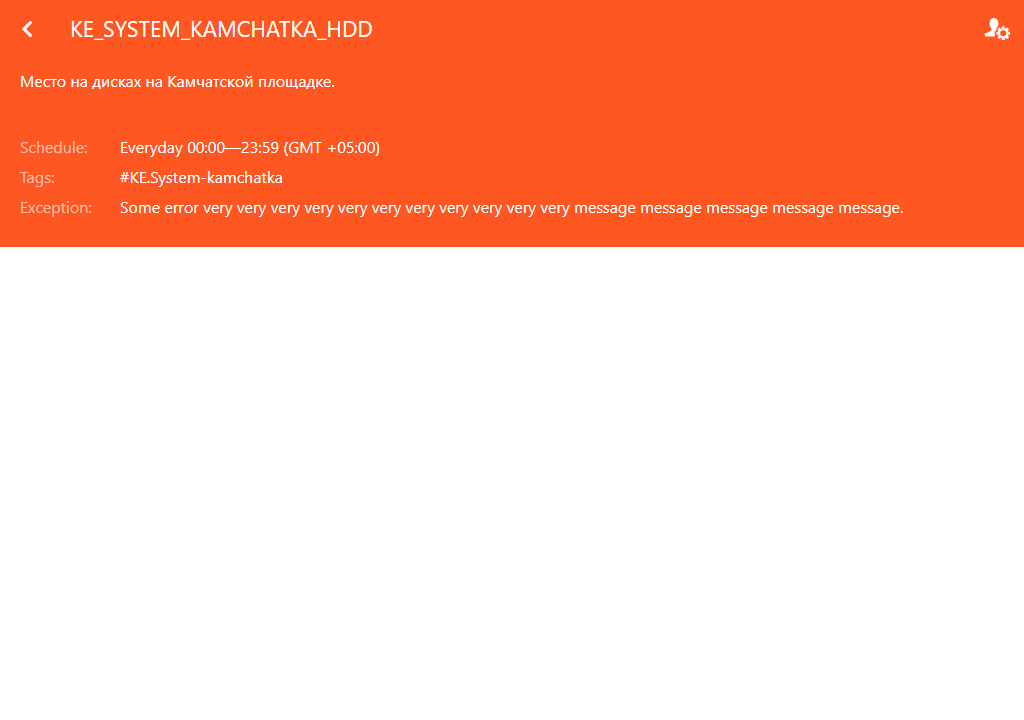 KE_SYSTEM_KAMCHATKA_HDD
Место на дисках на Камчатской площадке.
Schedule: Everyday 00:00—23:59 (GMT +05:00)
Tags: #KE.System-kamchatka
Exception: Some error very very very very very very very very very very very message message message message message.